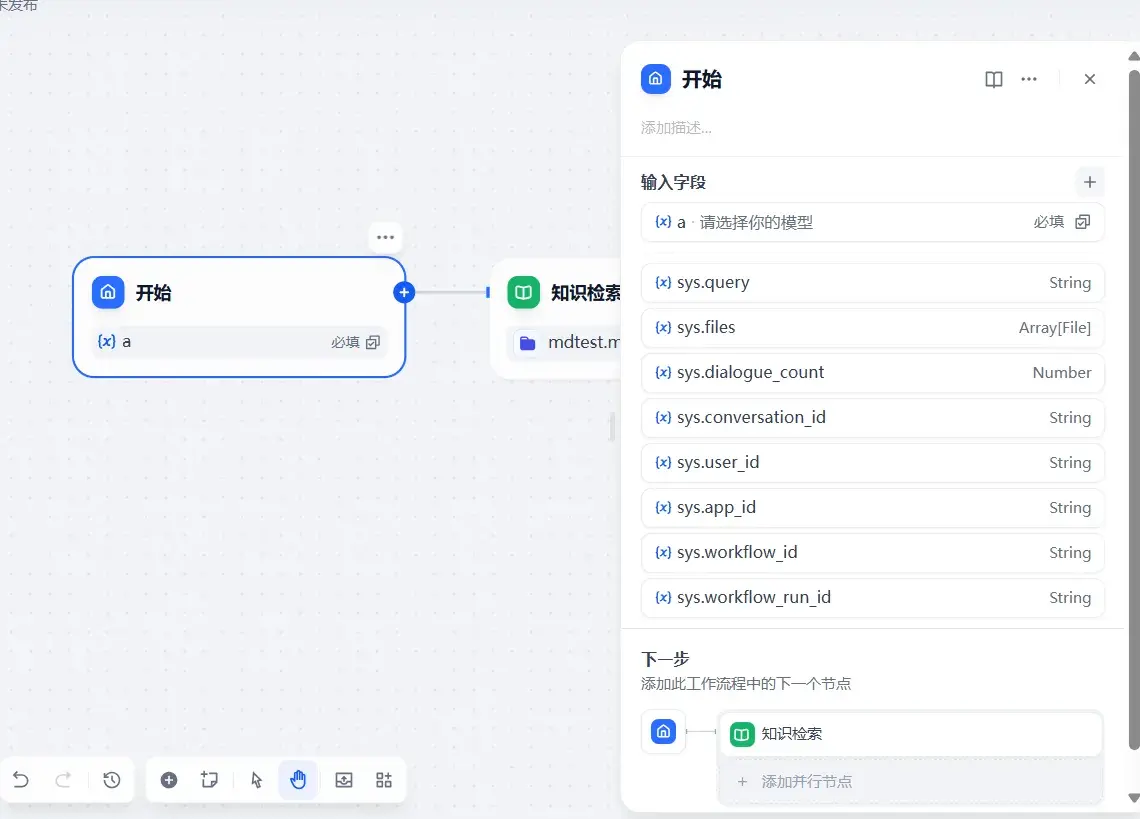 未发布
开始
{x} a 必填
知识检索
mdtest.m
开始
添加描述...
输入字段
{x} a · 请选择你的模型 必填
{x} sys.query String
{x} sys.files Array[File]
{x} sys.dialogue_count Number
{x} sys.conversation_id String
{x} sys.user_id String
{x} sys.app_id String
{x} sys.workflow_id String
{x} sys.workflow_run_id String
下一步
添加此工作流程中的下一个节点
知识检索
+ 添加并行节点